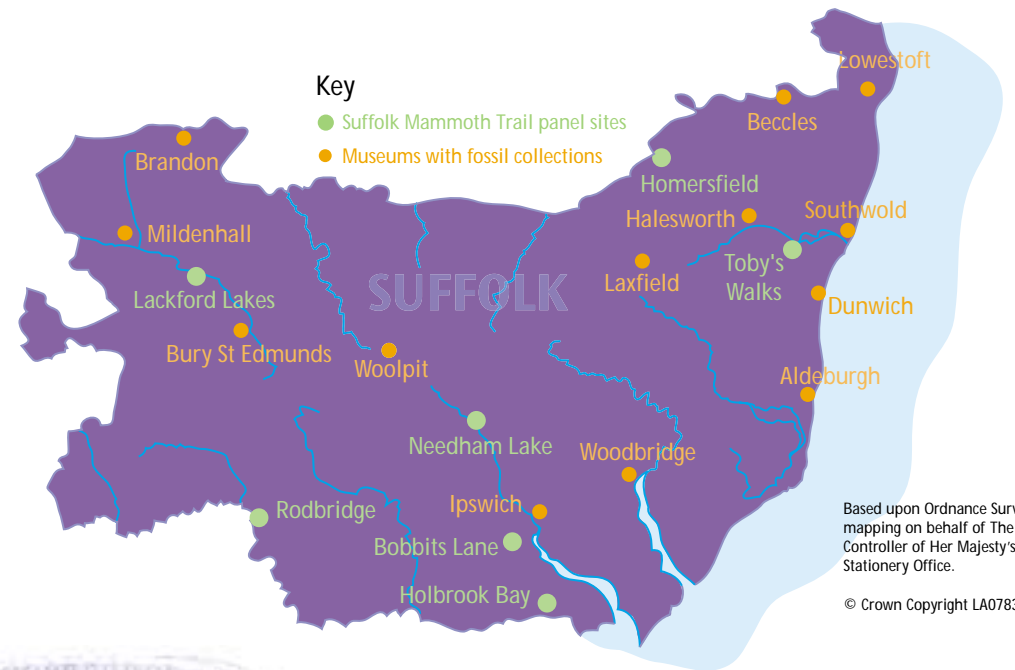 Key
Suffolk Mammoth Trail panel sites
Museums with fossil collections
Lowestoft
Beccles
Brandon
Homersfield
Halesworth
Southwold
Mildenhall
Toby's
Walks
Laxfield
Lackford Lakes
SUFFOLK
Dunwich
Bury St Edmunds
Woolpit
Aldeburgh
Needham Lake
Woodbridge
Rodbridge
Ipswich
Bobbits Lane
Holbrook Bay
Based upon Ordnance Surv
mapping on behalf of The
Controller of Her Majesty's
Stationery Office.
© Crown Copyright LA0783